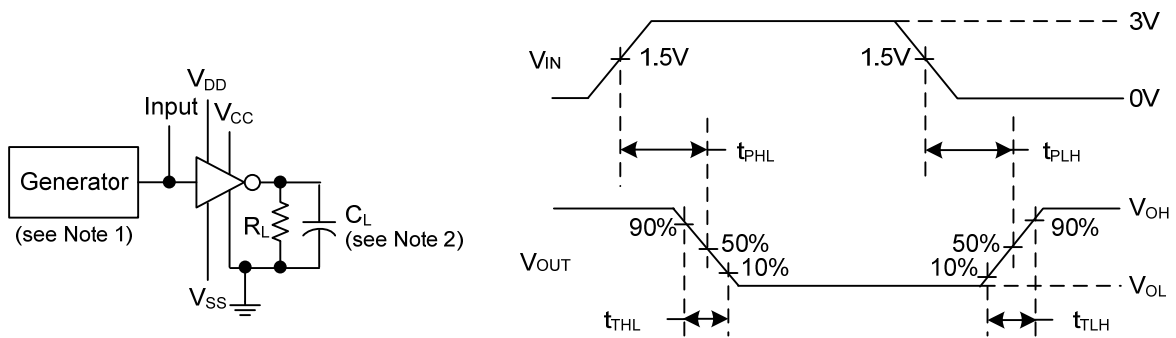 V_DD
Input
V_CC
Generator
(see Note 1)
R_L
C_L
(see Note 2)
V_SS
V_IN
1.5V
1.5V
3V
0V
t_PHL
t_PLH
V_OUT
90%
50%
10%
50%
10%
90%
V_OH
V_OL
t_THL
t_TLH